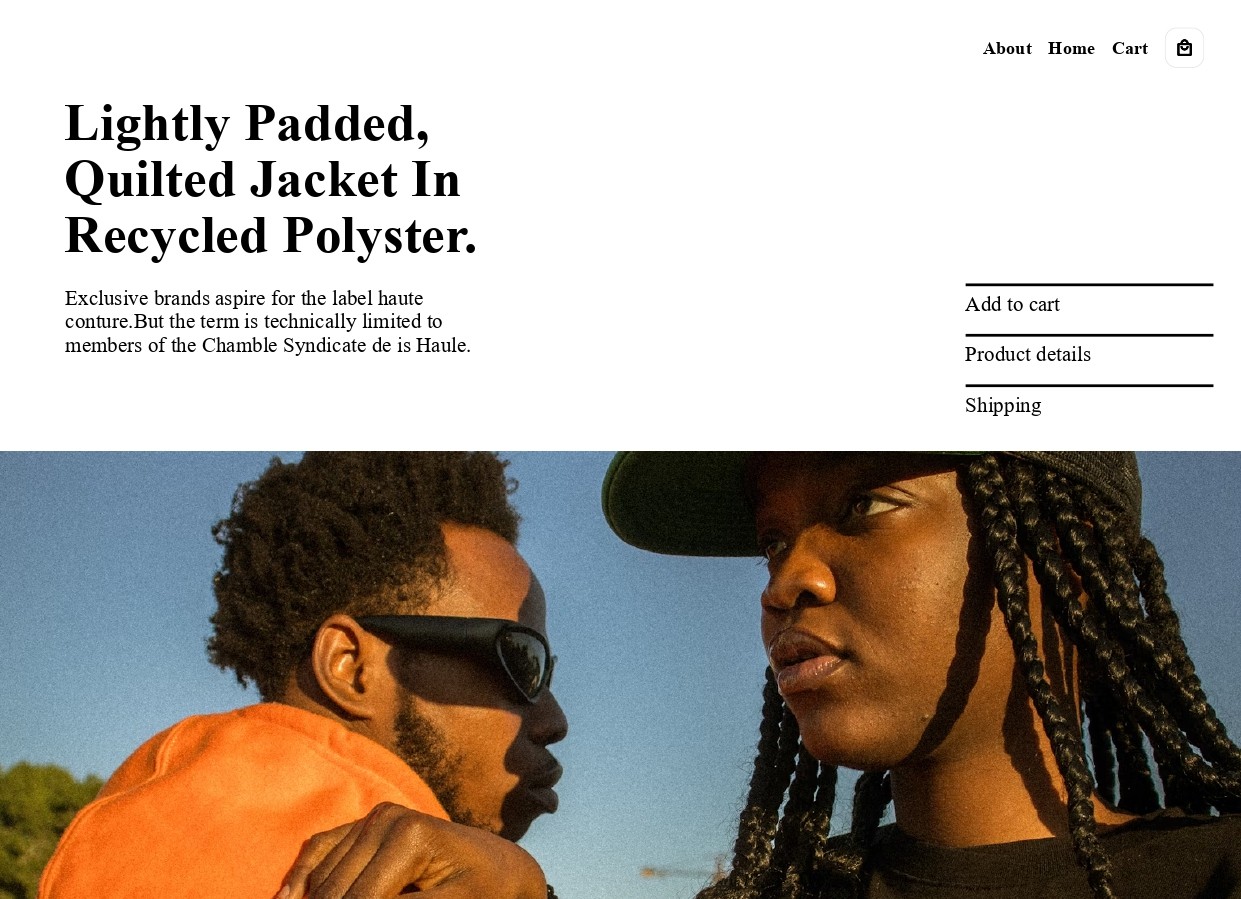 About Home Cart
Lightly Padded,
Quilted Jacket In
Recycled Polyster.
Exclusive brands aspire for the label haute
conture.But the term is technically limited to
members of the Chamble Syndicate de is Haule.
Add to cart
Product details
Shipping